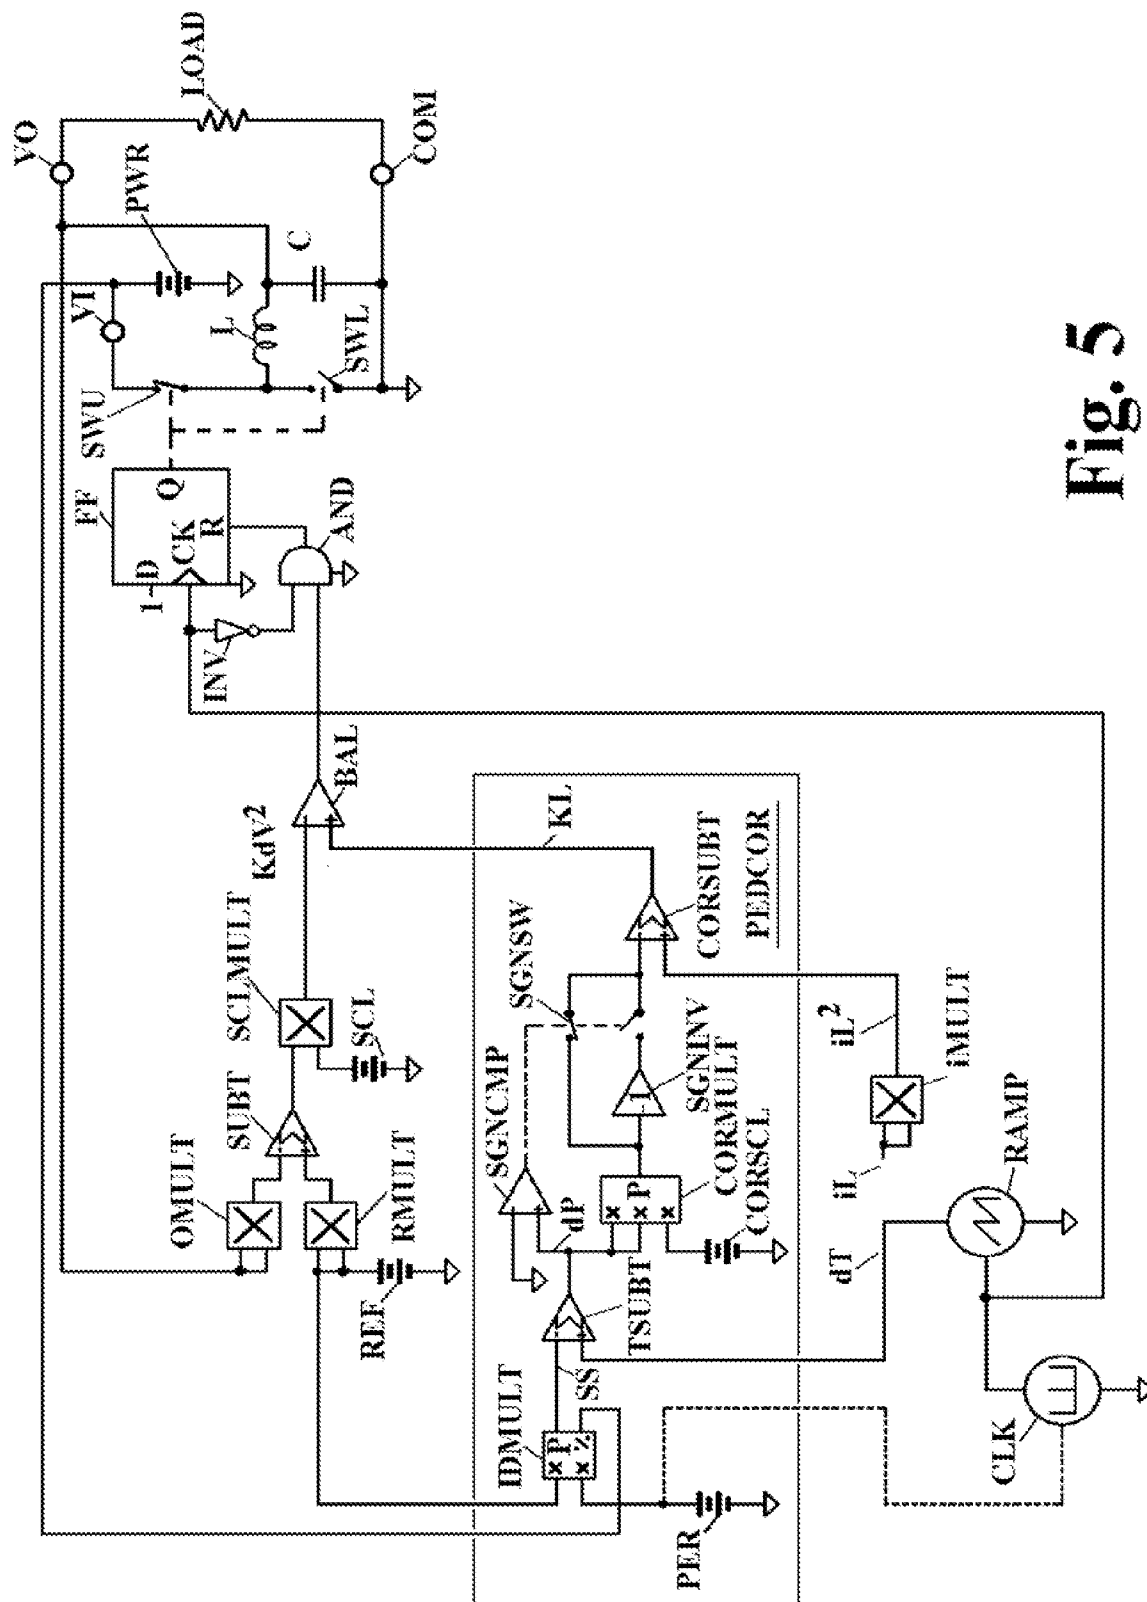 VO
LOAD
PWR
COM
C
VI
L
SWL
SWU
FF
Q
D
1
CK
R
AND
INV
BAL
KdV²
SCLMULT
SCL
SUBT
OMULT
RMULT
REF
KL
CORSUBT
PEDCOR
SGNSW
SGNCMP
SGNINV
CORMULT
CORSCL
dP
x
P
x
TSUBT
SS
IDMULT
x
P
x
%
PER
iL²
iMULT
iL
RAMP
dT
CLK
Fig. 5